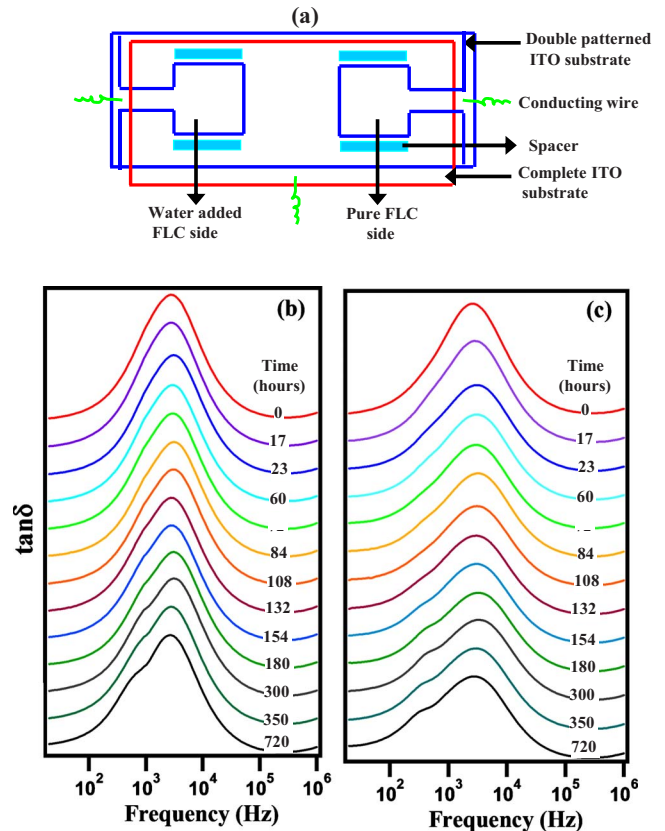 (a)
Double patterned
ITO substrate
Conducting wire
Spacer
Complete ITO
substrate
Water added
FLC side
Pure FLC
side
(b)
Time
(hours)
0
17
23
60
84
108
132
154
180
300
350
720
tanδ
10² 10³ 10⁴ 10⁵ 10⁶
Frequency (Hz)
(c)
Time
(hours)
0
17
23
60
84
108
132
154
180
300
350
720
10² 10³ 10⁴ 10⁵ 10⁶
Frequency (Hz)